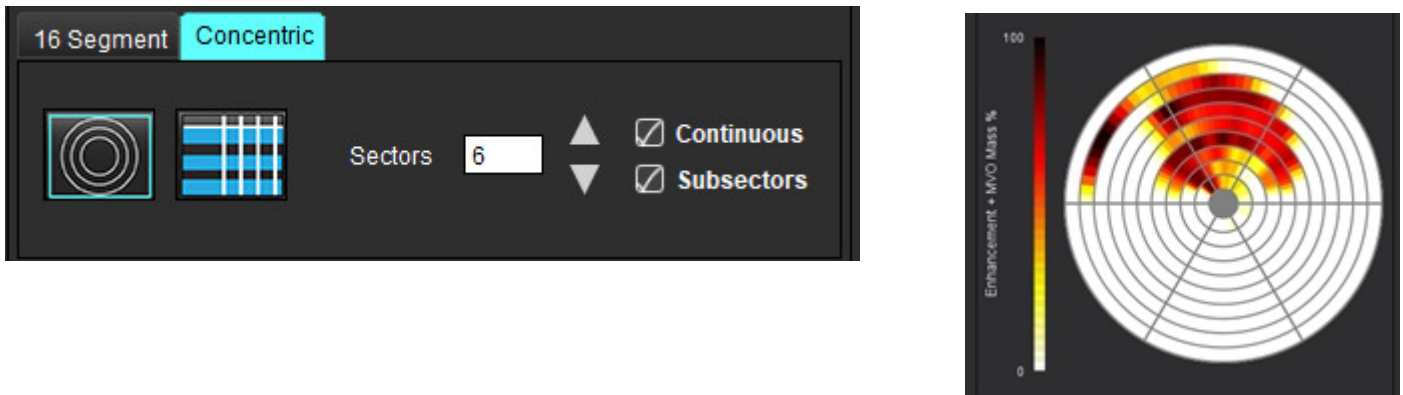 16 Segment Concentric
Sectors 6
Continuous
Subsectors
100
Enhancement + MVO Mass %
0